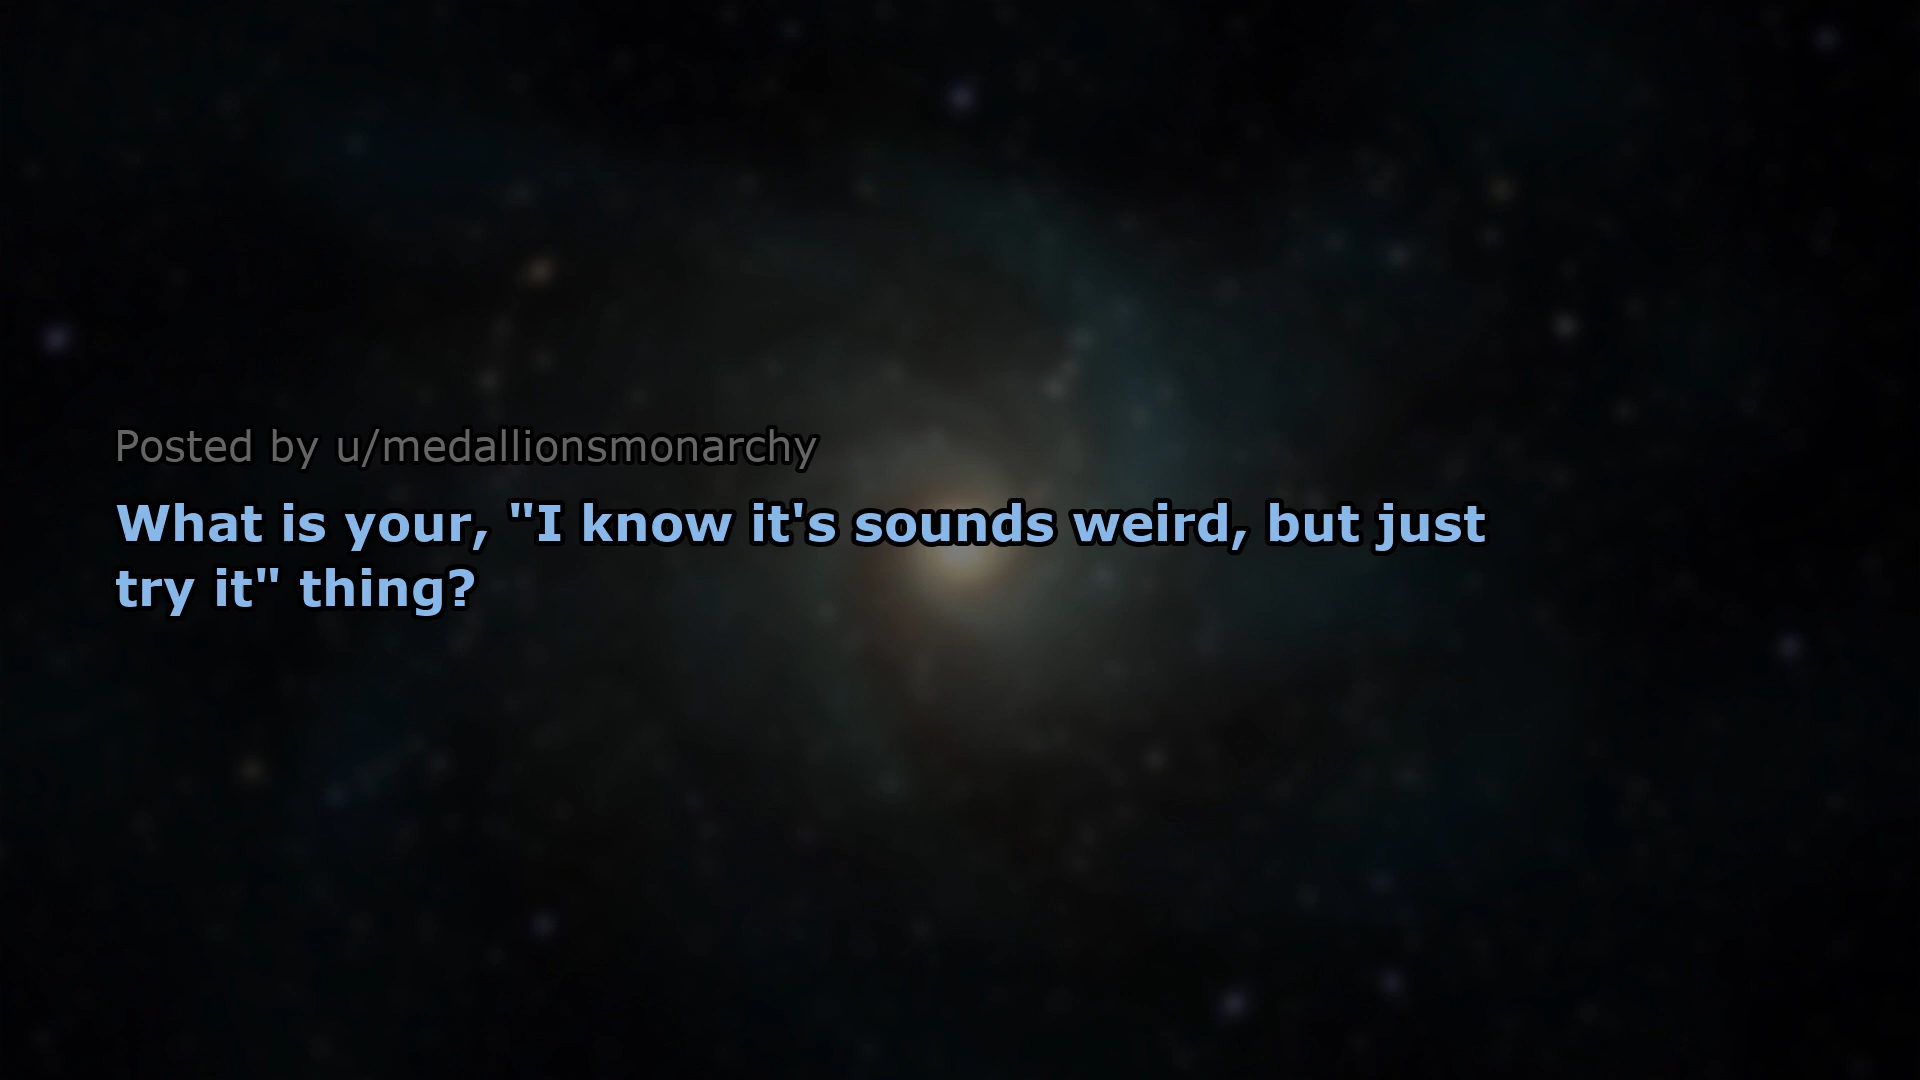 Posted by u/medallionsmonarchy
What is your, "I know it's sounds weird, but just
try it" thing?